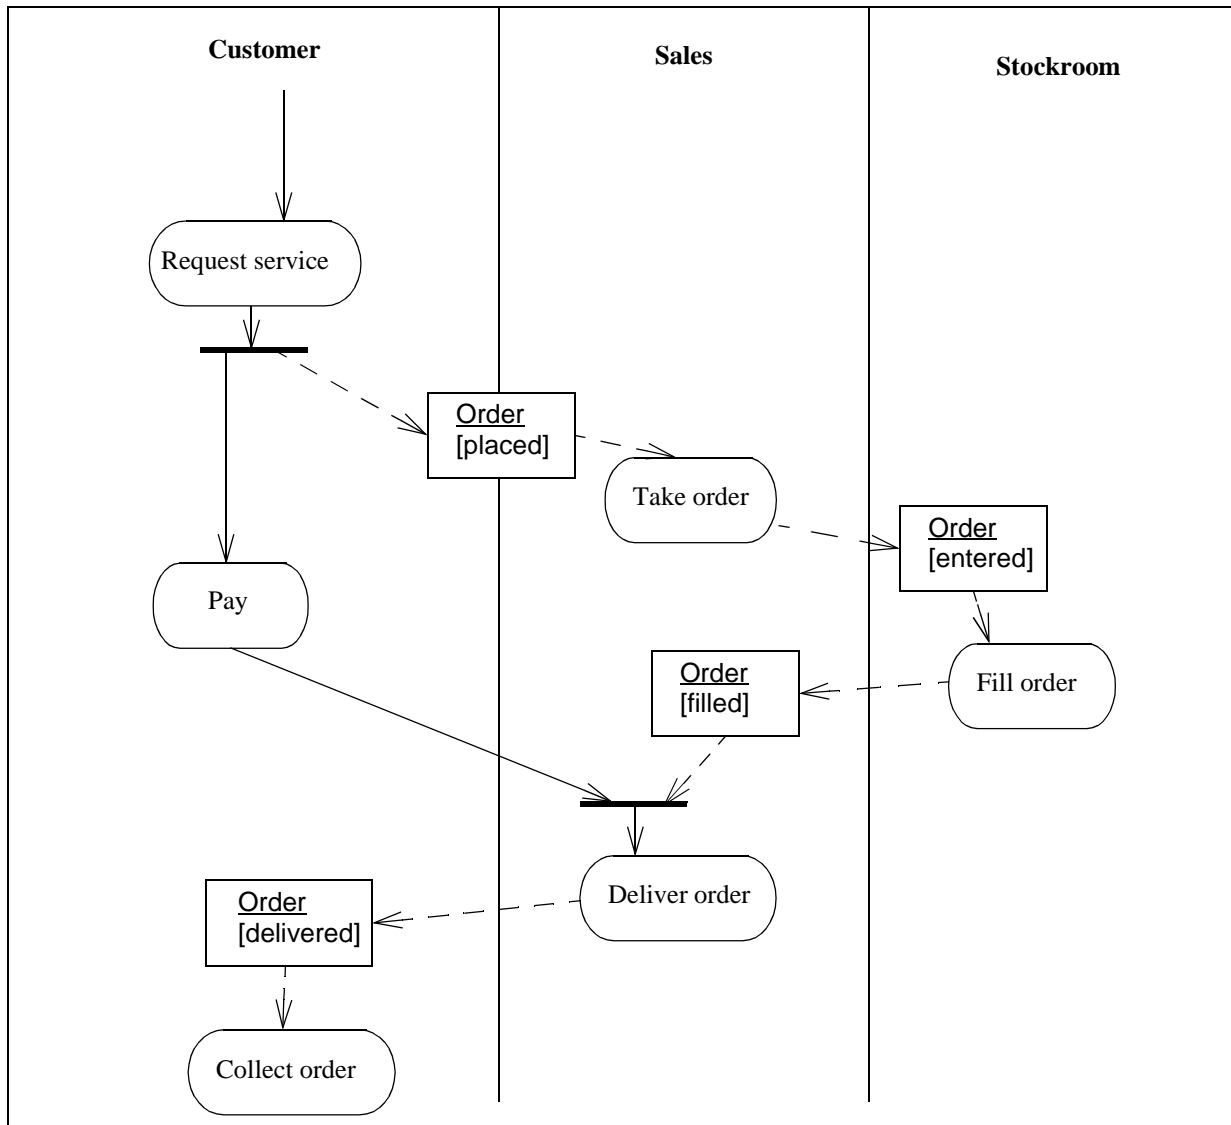 Customer
Sales
Stockroom
Request service
Order
[placed]
Take order
Order
[entered]
Pay
Order
[filled]
Fill order
Deliver order
Order
[delivered]
Collect order